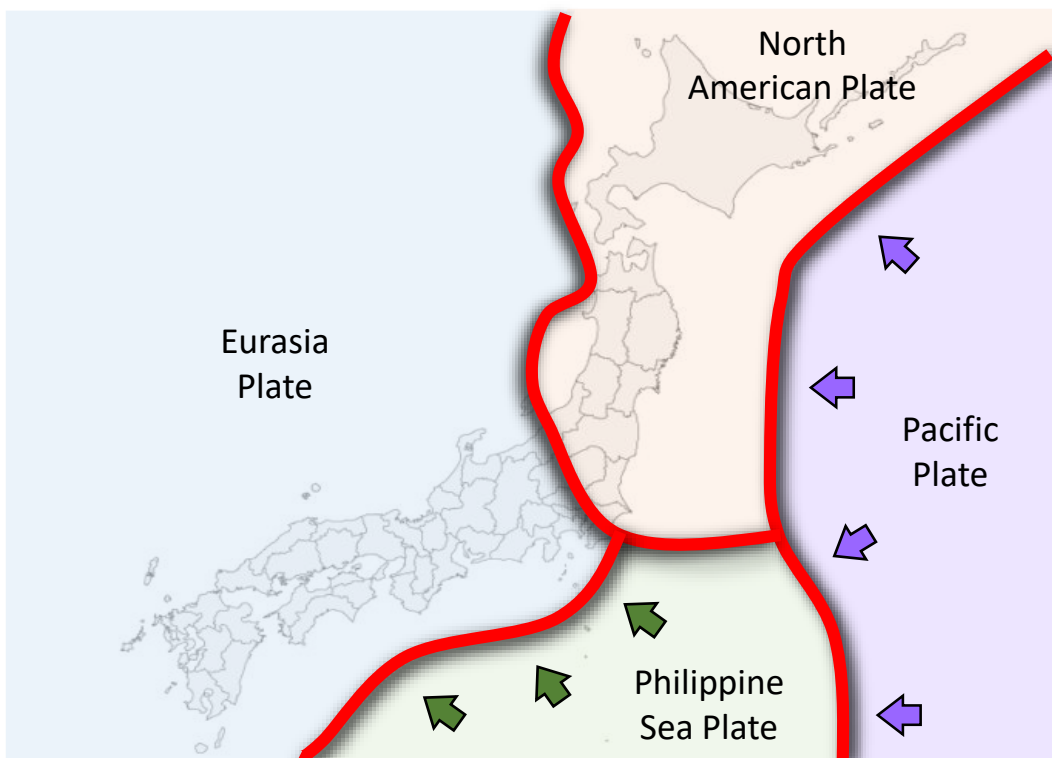 North
American Plate
Eurasia
Plate
Pacific
Plate
Philippine
Sea Plate